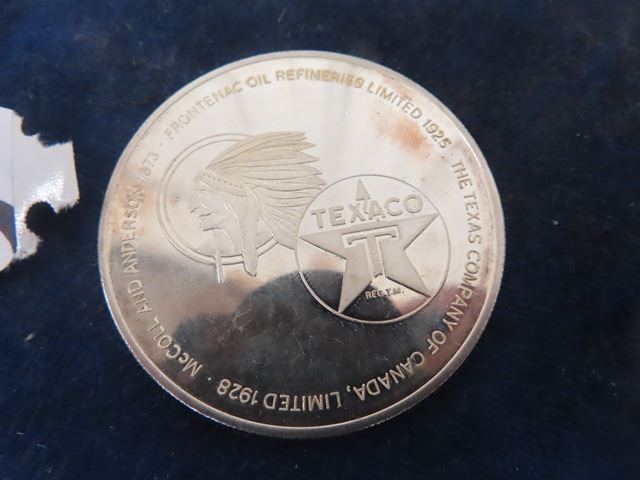 McCOLL AND ANDERSON 1873 · FRONTENAC OIL REFINERIES LIMITED 1925 · THE TEXAS COMPANY OF CANADA, LIMITED 1928 ·
TEXACO
T
REG. T.M.